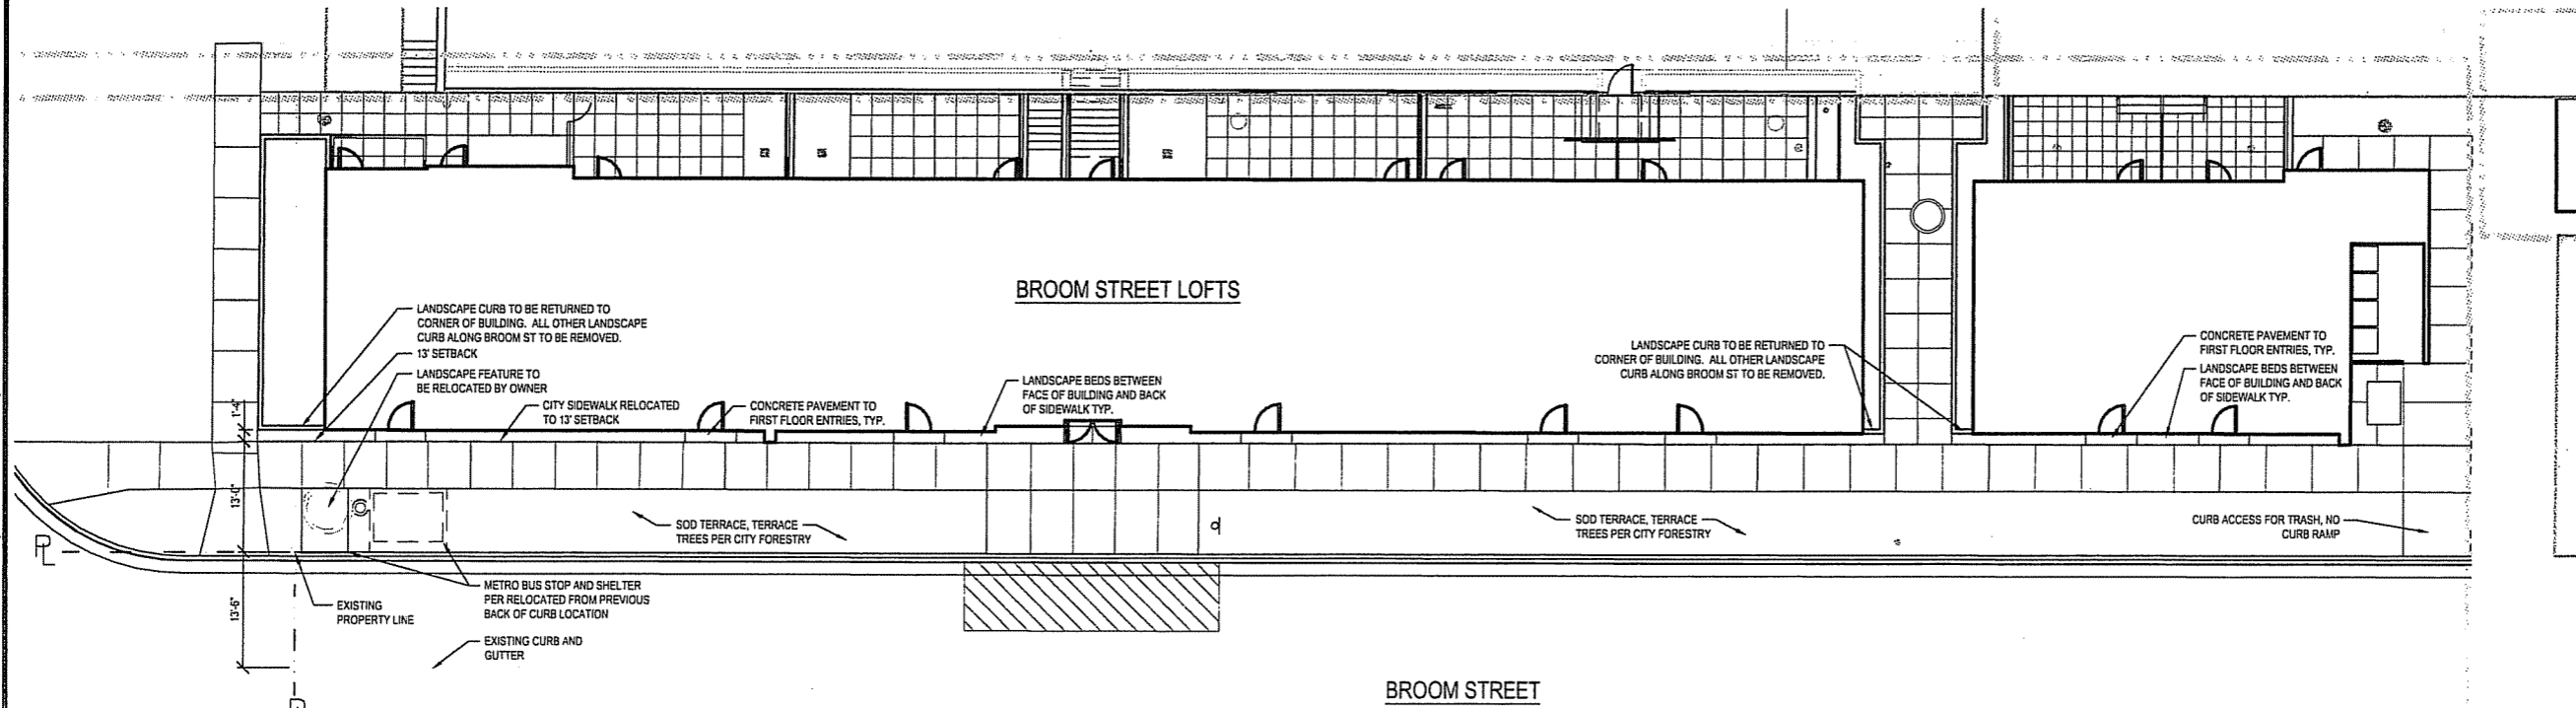 BROOM STREET LOFTS
LANDSCAPE CURB TO BE RETURNED TO
CORNER OF BUILDING. ALL OTHER LANDSCAPE
CURB ALONG BROOM ST TO BE REMOVED.
13' SETBACK
LANDSCAPE FEATURE TO
BE RELOCATED BY OWNER
CITY SIDEWALK RELOCATED
TO 13' SETBACK
CONCRETE PAVEMENT TO
FIRST FLOOR ENTRIES, TYP.
LANDSCAPE BEDS BETWEEN
FACE OF BUILDING AND BACK
OF SIDEWALK TYP.
LANDSCAPE CURB TO BE RETURNED TO
CORNER OF BUILDING. ALL OTHER LANDSCAPE
CURB ALONG BROOM ST TO BE REMOVED.
CONCRETE PAVEMENT TO
FIRST FLOOR ENTRIES, TYP.
LANDSCAPE BEDS BETWEEN
FACE OF BUILDING AND BACK
OF SIDEWALK TYP.
1'-4"
13'-0"
13'-6"
PL
SOD TERRACE, TERRACE
TREES PER CITY FORESTRY
SOD TERRACE, TERRACE
TREES PER CITY FORESTRY
CURB ACCESS FOR TRASH, NO
CURB RAMP
METRO BUS STOP AND SHELTER
PER RELOCATED FROM PREVIOUS
BACK OF CURB LOCATION
EXISTING
PROPERTY LINE
EXISTING CURB AND
GUTTER
BROOM STREET